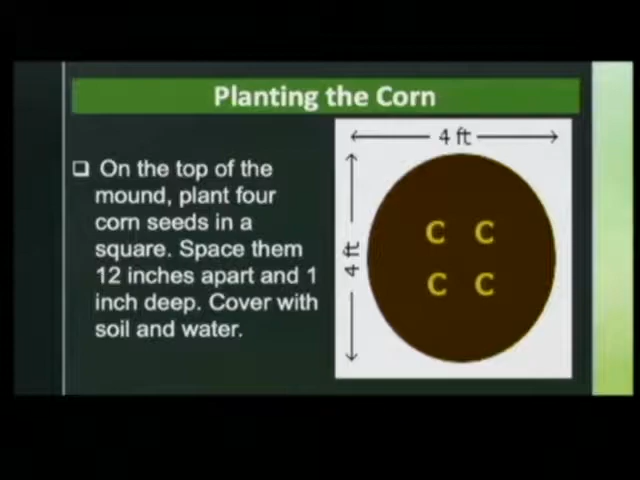 Planting the Corn
❑ On the top of the
mound, plant four
corn seeds in a
square. Space them
12 inches apart and 1
inch deep. Cover with
soil and water.
4 ft
4 ft
C C
C C